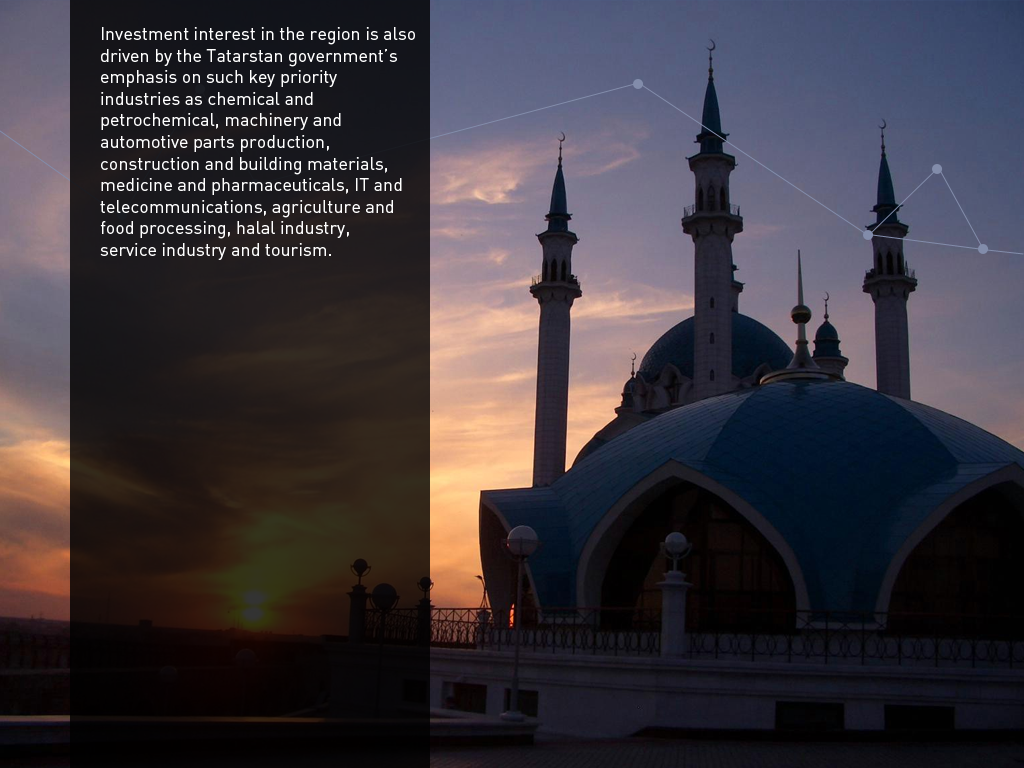 Investment interest in the region is also
driven by the Tatarstan government’s
emphasis on such key priority
industries as chemical and
petrochemical, machinery and
automotive parts production,
construction and building materials,
medicine and pharmaceuticals, IT and
telecommunications, agriculture and
food processing, halal industry,
service industry and tourism.